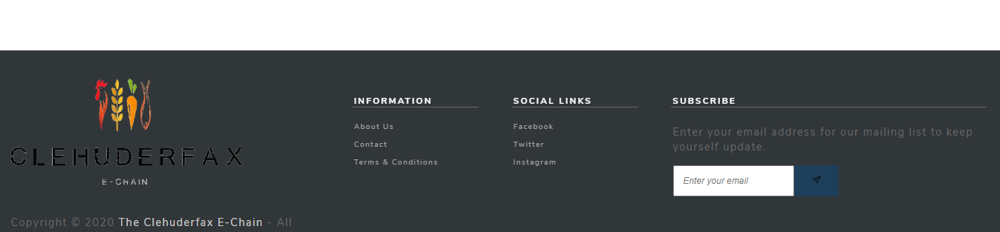 CLEHUDERFAX
E-CHAIN
INFORMATION
About Us
Contact
Terms & Conditions
SOCIAL LINKS
Facebook
Twitter
Instagram
SUBSCRIBE
Enter your email address for our mailing list to keep
yourself update.
Enter your email
Copyright © 2020 The Clehuderfax E-Chain - All